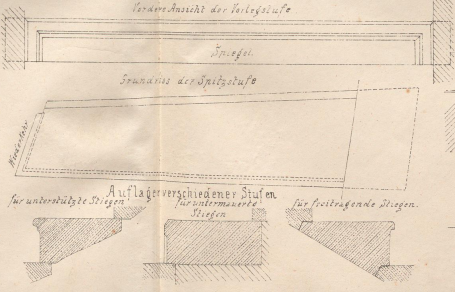 Vordere Ansicht der Vorlegstufe
Spiegel.
Grundriss der Spitzstufe
Auflager verschiedener Stufen
für unterstützte Stiegen
für untermauerte
Stiegen
für freitragende Stiegen.